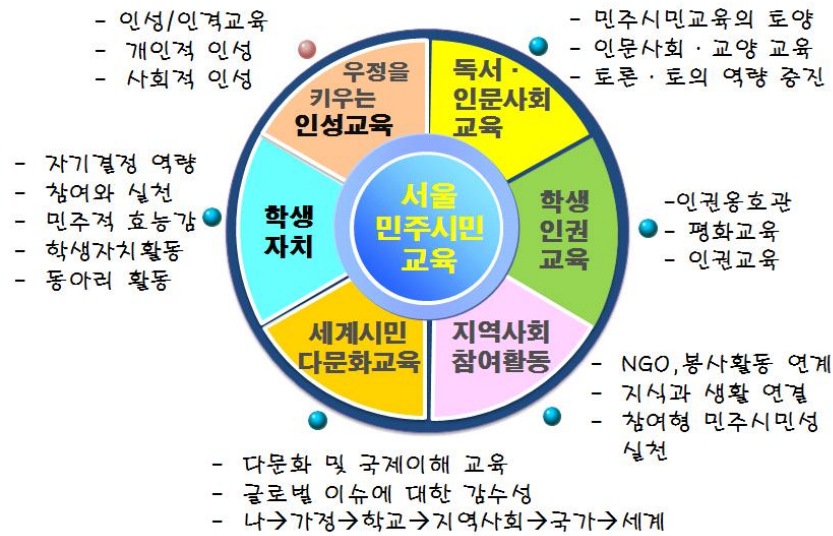 - 인성/인격교육
- 개인적 인성
- 사회적 인성
- 민주시민교육의 토양
- 인문사회 · 교양 교육
- 토론 · 토의 역량 증진
우정을
키우는
인성교육
독서 ·
인문사회
교육
- 자기결정 역량
- 참여와 실천
- 민주적 효능감
- 학생자치활동
- 동아리 활동
학생
자치
서울
민주시민
교육
학생
인권
교육
-인권옹호관
- 평화교육
- 인권교육
세계시민
다문화교육
지역사회
참여활동
- NGO,봉사활동 연계
- 지식과 생활 연결
- 참여형 민주시민성
실천
- 다문화 및 국제이해 교육
- 글로벌 이슈에 대한 감수성
- 나→가정→학교→지역사회→국가→세계